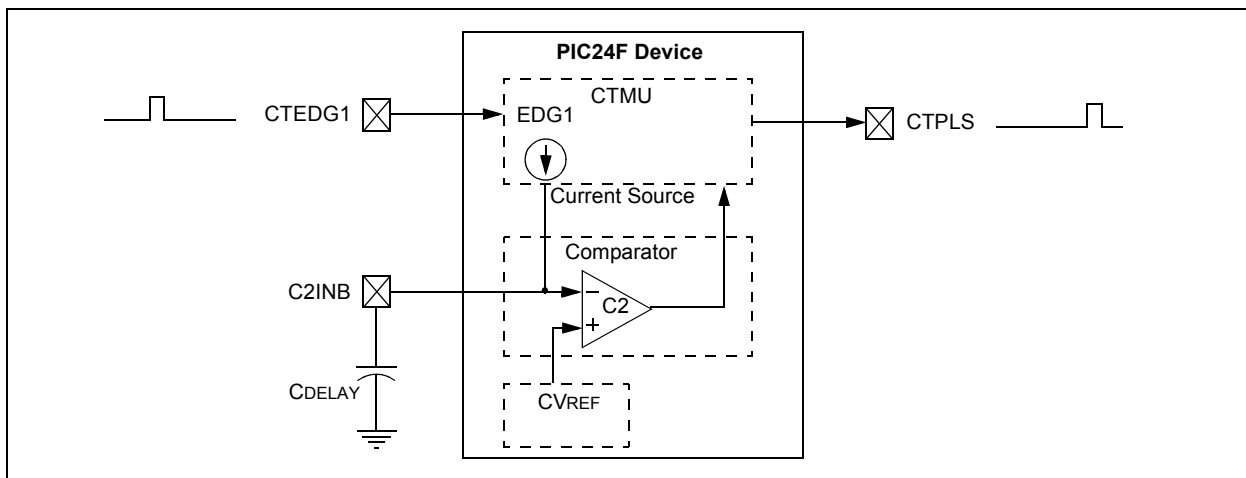 PIC24F Device
CTMU
CTEDG1
EDG1
CTPLS
Current Source
Comparator
C2INB
−
C2
+
CDELAY
CVREF